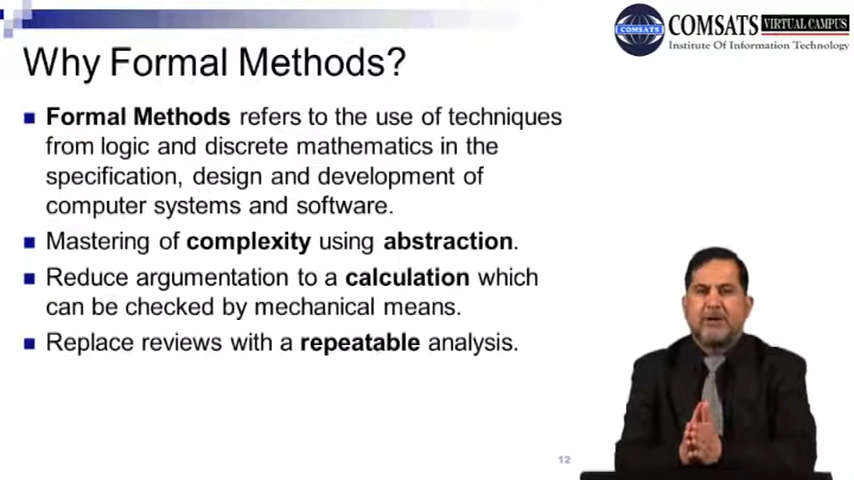 COMSATS VIRTUAL CAMPUS
COMSATS
Institute Of Information Technology
Why Formal Methods?
Formal Methods refers to the use of techniques
from logic and discrete mathematics in the
specification, design and development of
computer systems and software.
Mastering of complexity using abstraction.
Reduce argumentation to a calculation which
can be checked by mechanical means.
Replace reviews with a repeatable analysis.
12